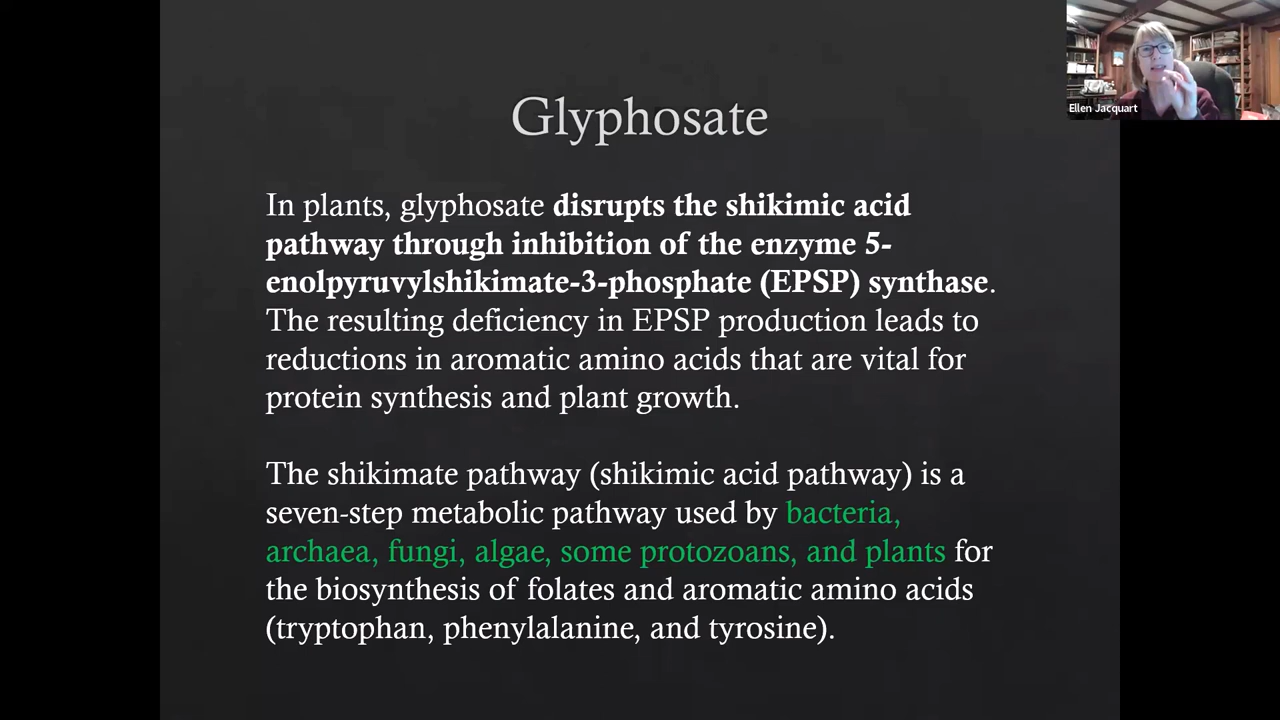 Ellen Jacquart
Glyphosate
In plants, glyphosate disrupts the shikimic acid
pathway through inhibition of the enzyme 5-
enolpyruvylshikimate-3-phosphate (EPSP) synthase.
The resulting deficiency in EPSP production leads to
reductions in aromatic amino acids that are vital for
protein synthesis and plant growth.
The shikimate pathway (shikimic acid pathway) is a
seven-step metabolic pathway used by bacteria,
archaea, fungi, algae, some protozoans, and plants for
the biosynthesis of folates and aromatic amino acids
(tryptophan, phenylalanine, and tyrosine).